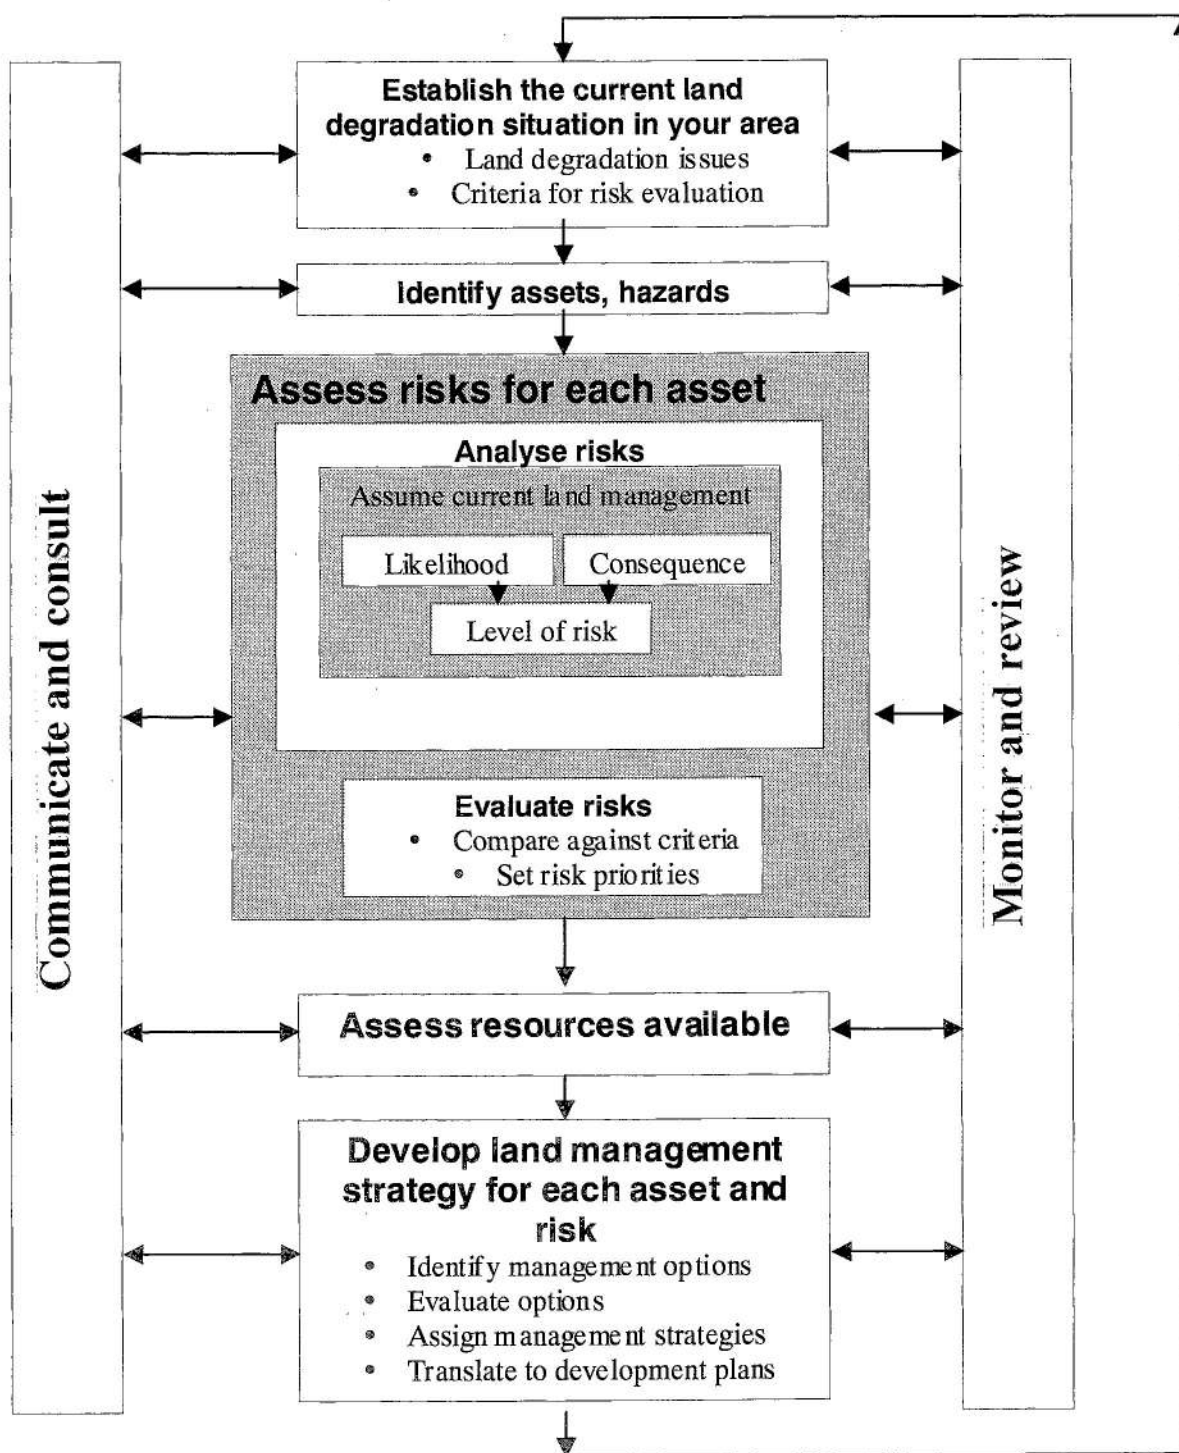 Establish the current land
degradation situation in your area
• Land degradation issues
• Criteria for risk evaluation
Identify assets, hazards
Assess risks for each asset
Analyse risks
Assume current land management
Likelihood
Consequence
Level of risk
Evaluate risks
• Compare against criteria
• Set risk priorities
Assess resources available
Develop land management
strategy for each asset and
risk
• Identify management options
• Evaluate options
• Assign management strategies
• Translate to development plans
Communicate and consult
Monitor and review